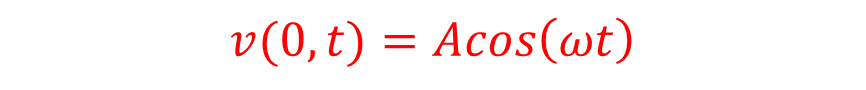 v(0, t) = Acos(ωt)